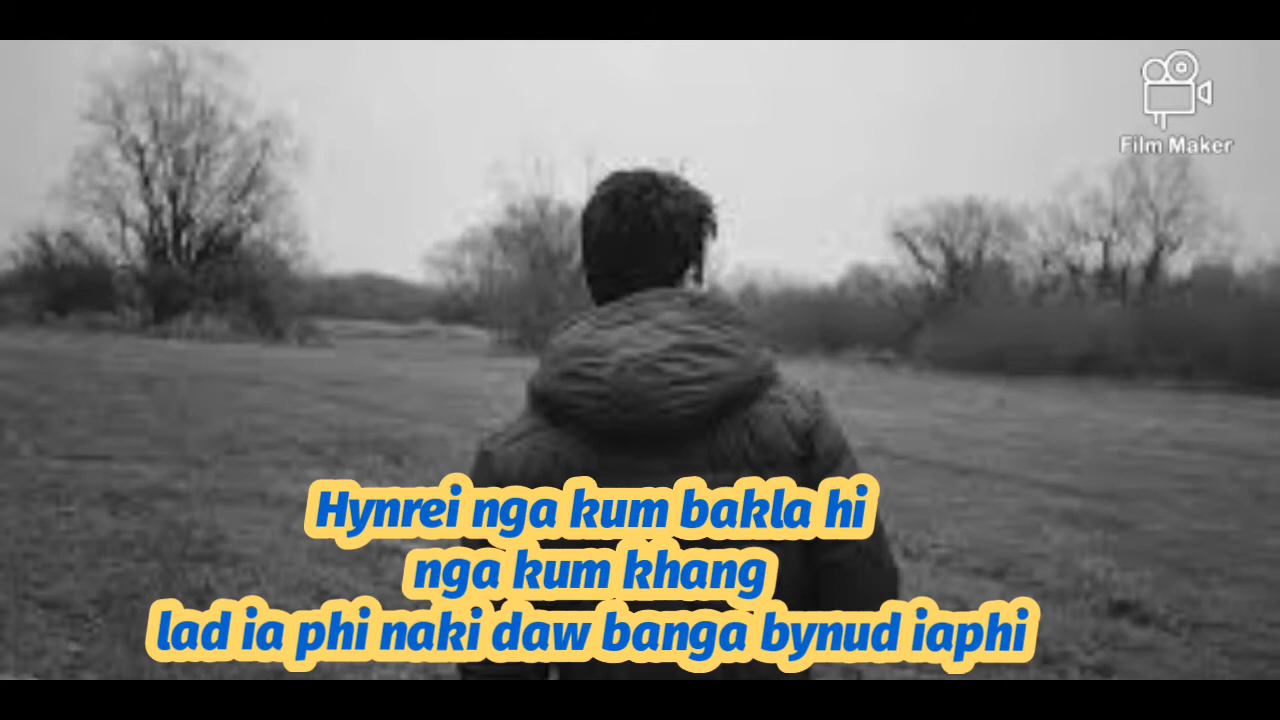 Film Maker
Hynrei nga kum bakla hi
nga kum khang
lad ia phi naki daw banga bynud iaphi